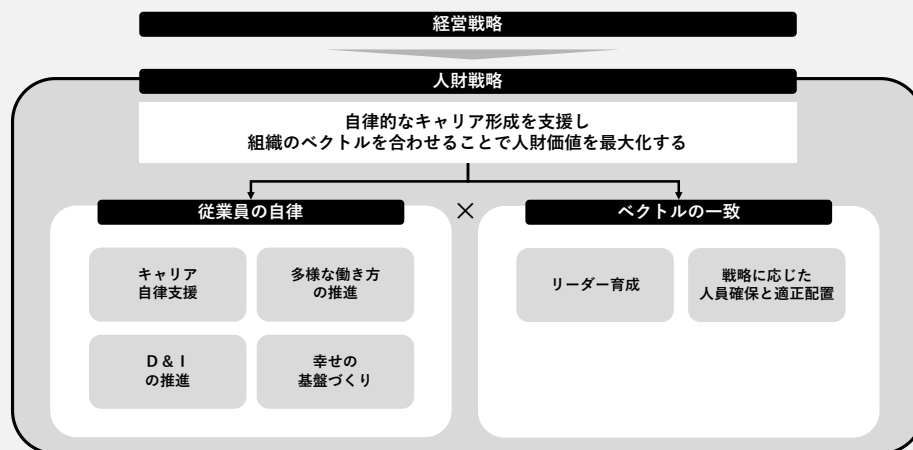 経営戦略
人財戦略
自律的なキャリア形成を支援し
組織のベクトルを合わせることで人財価値を最大化する
従業員の自律
×
ベクトルの一致
キャリア
自律支援
多様な働き方
の推進
D&I
の推進
幸せの
基盤づくり
リーダー育成
戦略に応じた
人員確保と適正配置